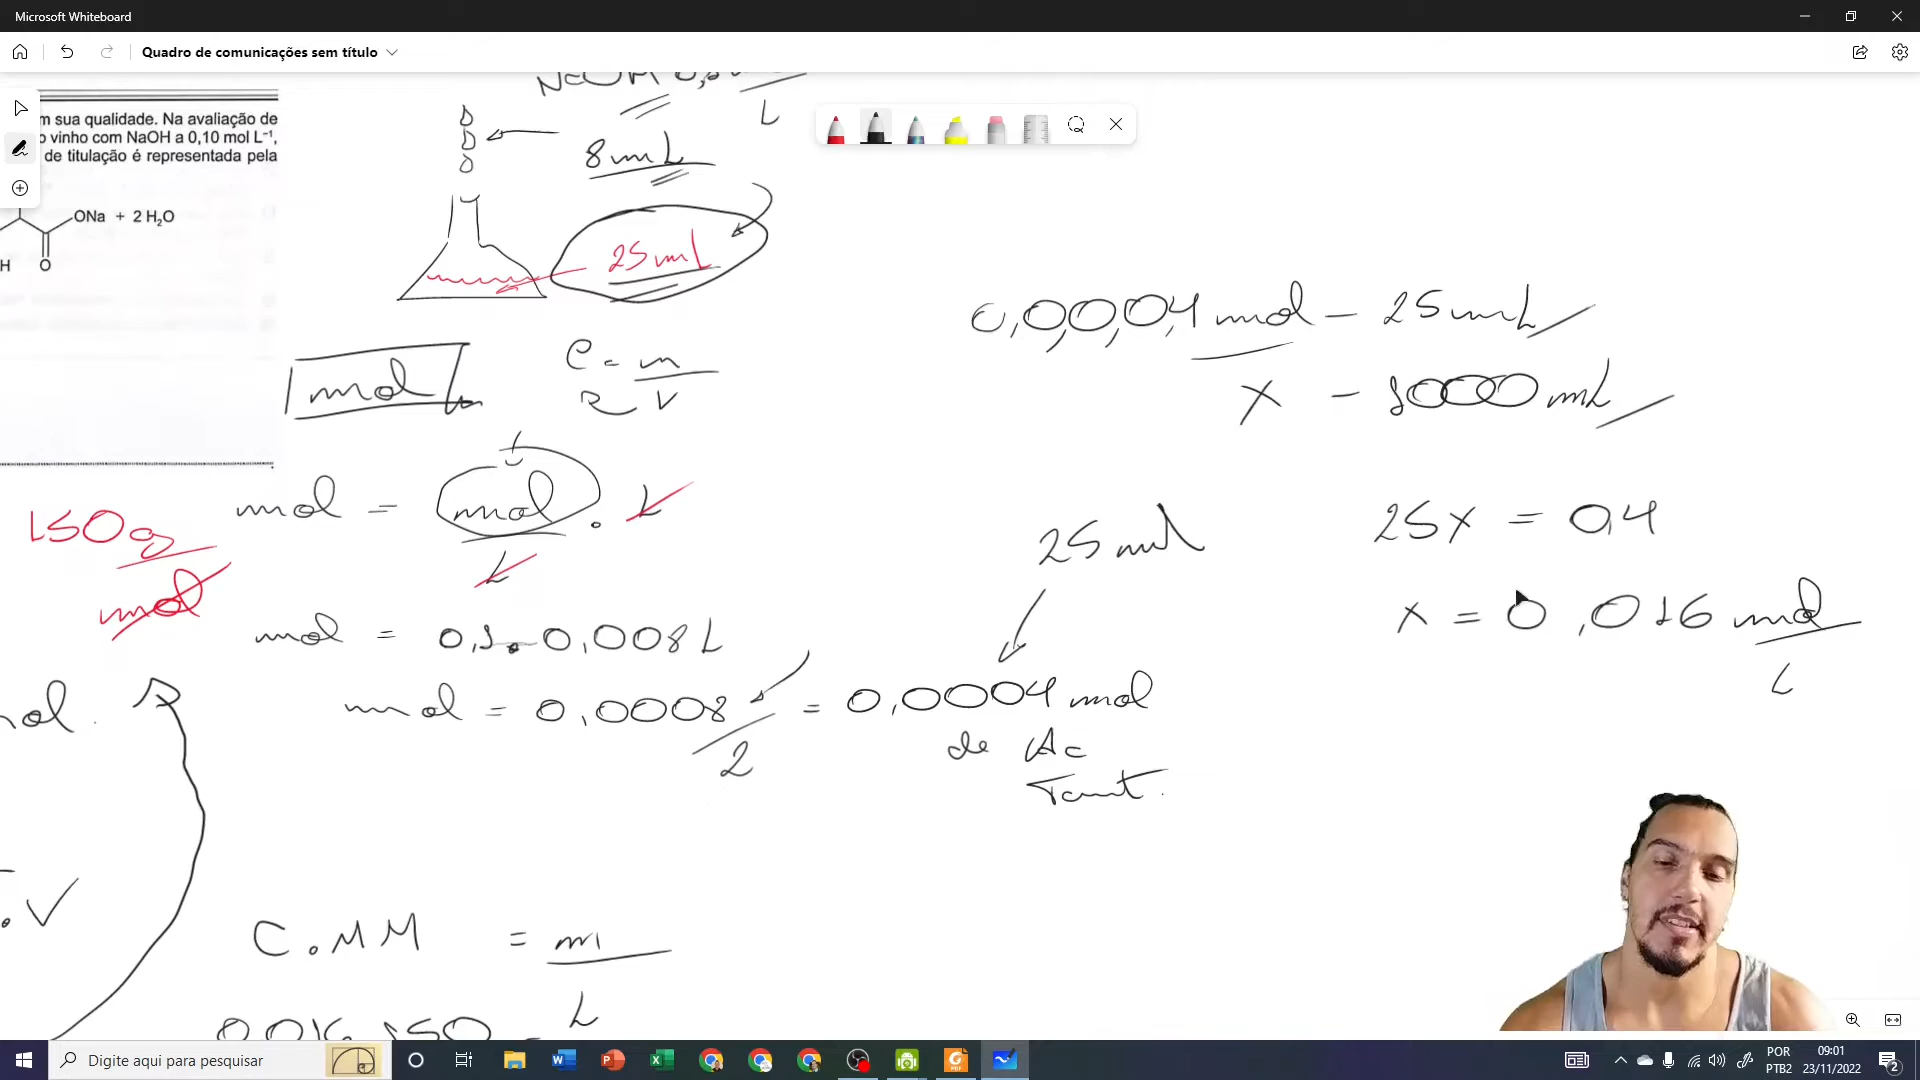 Microsoft Whiteboard
Quadro de comunicações sem título
m sua qualidade. Na avaliação de
o vinho com NaOH a 0,10 mol L⁻¹,
de titulação é representada pela
ONa + 2 H₂O
H
O
L
8 mL
25 mL
mol
C = m
V
mol = mol . L
L
150 g
mol
mol = 0,1 . 0,008 L
mol = 0,0008 = 0,0004 mol
2
de Ac
Tart.
25 mL
0,0004 mol – 25 mL
x – 1000 mL
25x = 0,4
x = 0,016 mol
L
. V
C . MM = m
L
0,016 . 150 =
Digite aqui para pesquisar
POR
PTB2
09:01
23/11/2022
2